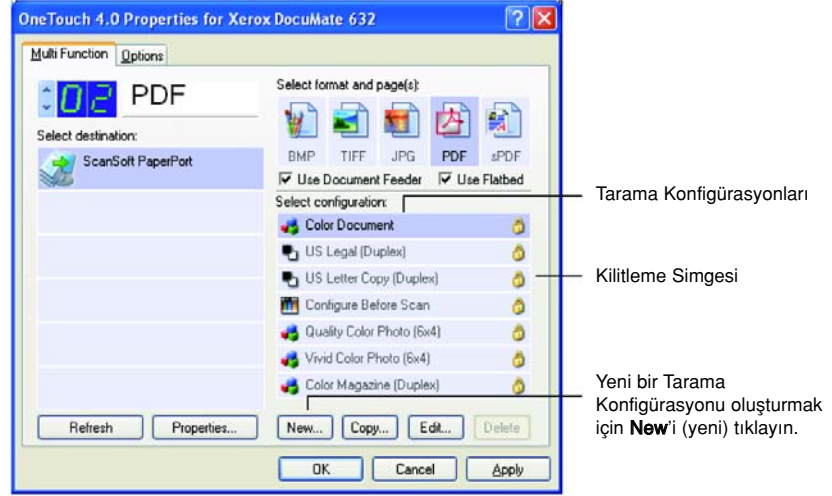 OneTouch 4.0 Properties for Xerox DocuMate 632
Multi Function
Options
02 PDF
Select destination:
ScanSoft PaperPort
Refresh
Properties...
Select format and page(s):
BMP TIFF JPG PDF sPDF
Use Document Feeder
Use Flatbed
Select configuration:
Color Document
US Legal (Duplex)
US Letter Copy (Duplex)
Configure Before Scan
Quality Color Photo (6x4)
Vivid Color Photo (6x4)
Color Magazine (Duplex)
New... Copy... Edit... Delete
OK Cancel Apply
Tarama Konfigürasyonları
Kilitleme Simgesi
Yeni bir Tarama
Konfigürasyonu oluşturmak
için New'i (yeni) tıklayın.